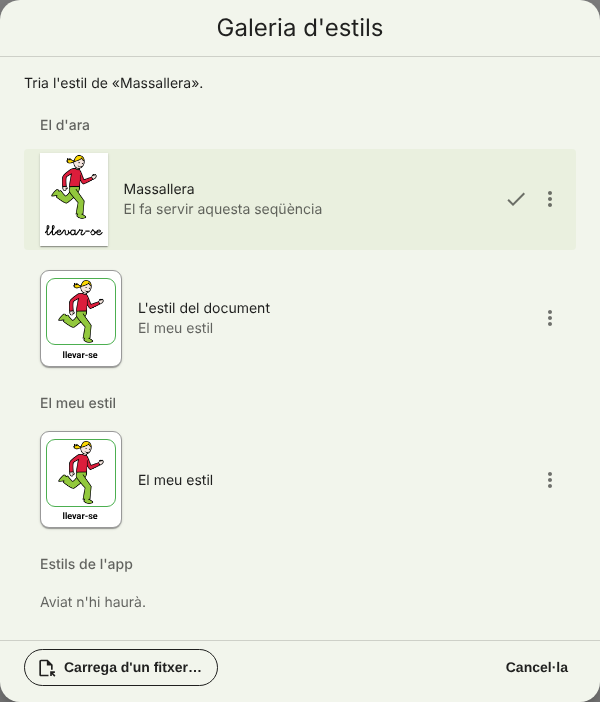 Galeria d'estils
Tria l'estil de «Massallera».
El d'ara
llevar-se
Massallera
El fa servir aquesta seqüència
llevar-se
L'estil del document
El meu estil
El meu estil
llevar-se
El meu estil
Estils de l'app
Aviat n'hi haurà.
Carrega d'un fitxer...
Cancel·la